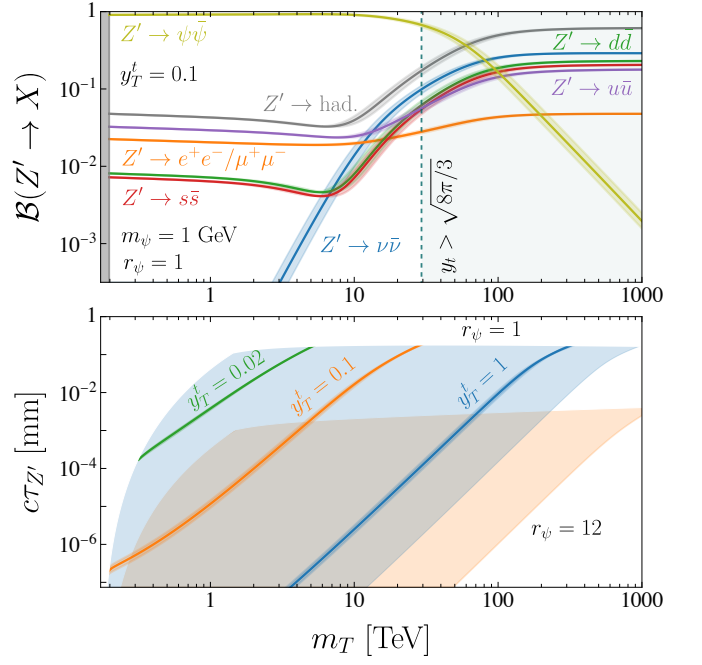 B(Z′ → X)
1
10⁻¹
10⁻²
10⁻³
Z′ → ψψ̄
y_T^t = 0.1
Z′ → had.
Z′ → dd̄
Z′ → uū
Z′ → e⁺e⁻/μ⁺μ⁻
Z′ → ss̄
m_ψ = 1 GeV
r_ψ = 1
Z′ → νν̄
y_t > √(8π/3)
1 10 100 1000
cτ_Z′ [mm]
1
10⁻²
10⁻⁴
10⁻⁶
r_ψ = 1
y_T^t = 0.02
y_T^t = 0.1
y_T^t = 1
r_ψ = 12
1 10 100 1000
m_T [TeV]